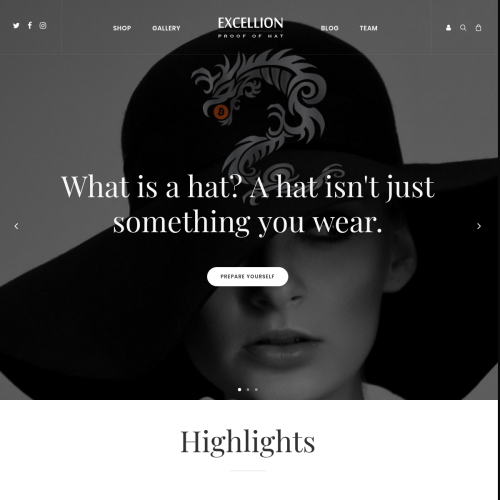 SHOP
GALLERY
EXCELLION
PROOF OF HAT
BLOG
TEAM
What is a hat? A hat isn't just
something you wear.
PREPARE YOURSELF
Highlights